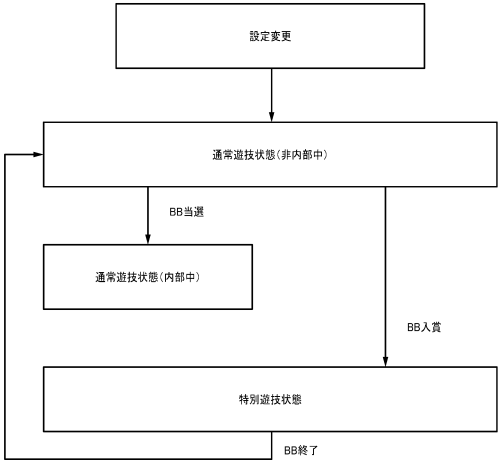 設定変更
通常遊技状態(非内部中)
BB当選
通常遊技状態(内部中)
BB入賞
特別遊技状態
BB終了